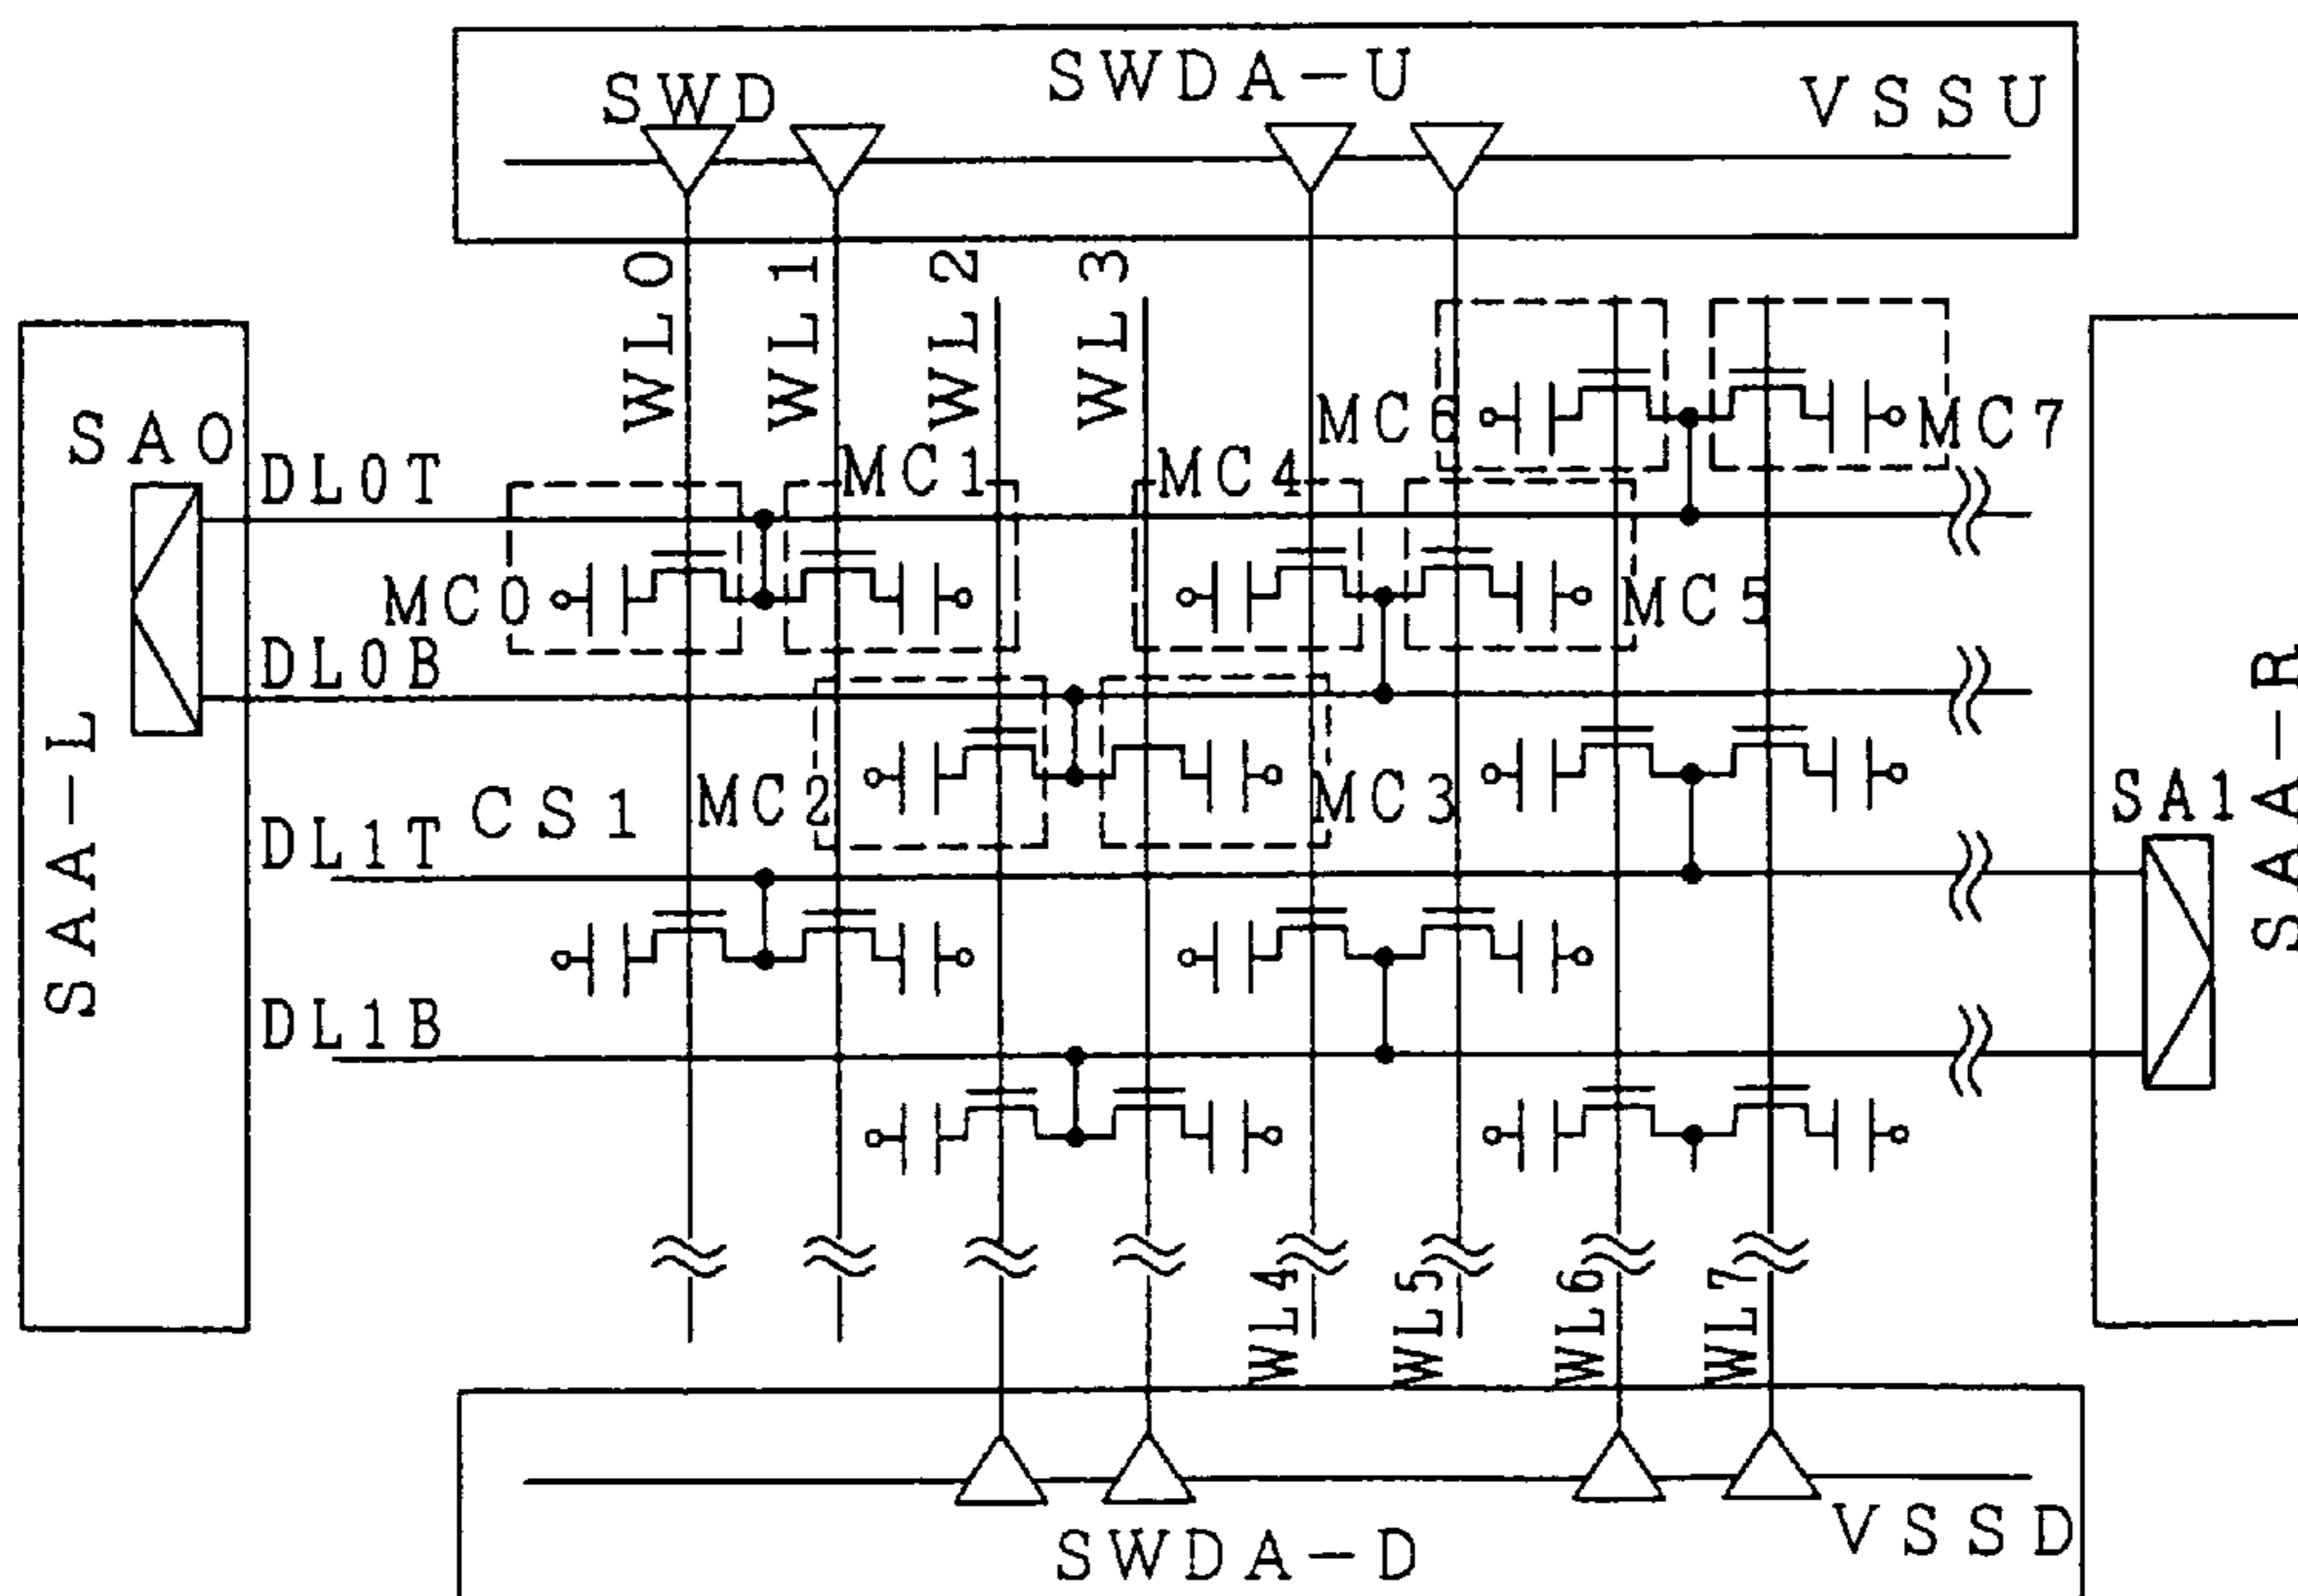 SWD
SWDA-U
VSSU
WL0
WL1
WL2
WL3
SA0
DL0T
MC0
MC1
MC4
MC6
MC7
MC5
DL0B
SAA-L
MC2
MC3
CS1
DL1T
SA1
SAA-R
DL1B
WL4
WL5
WL6
WL7
SWDA-D
VSSD